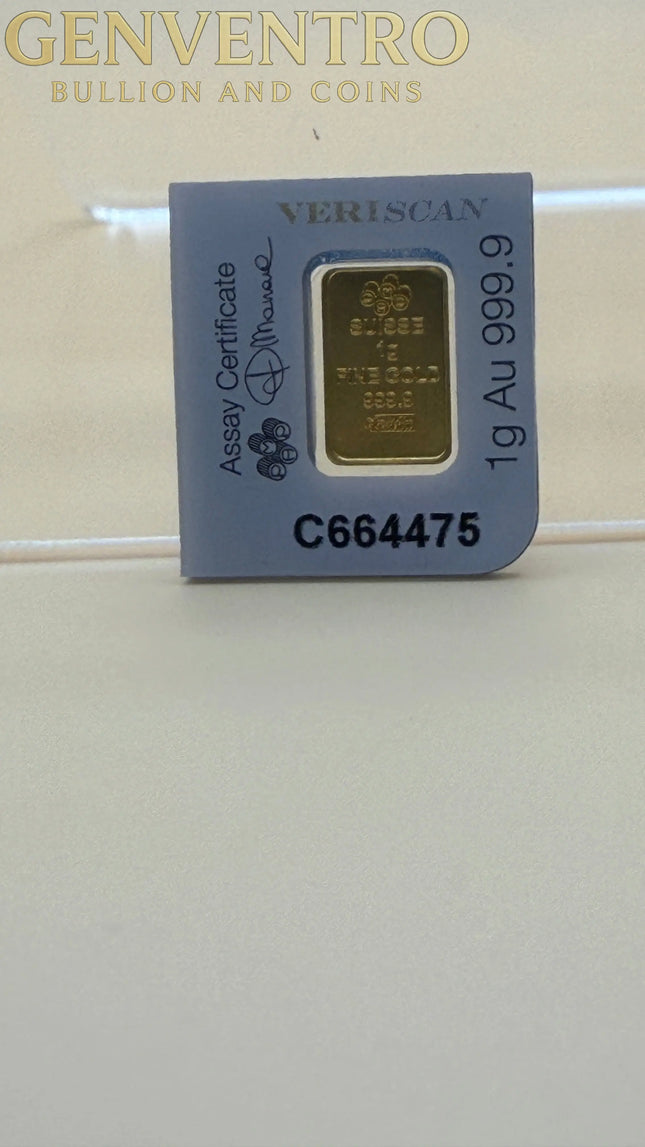 GENVENTRO
BULLION AND COINS
VERISCAN
Assay Certificate
SUISSE
1g
FINE GOLD
999.9
1g Au 999.9
C664475